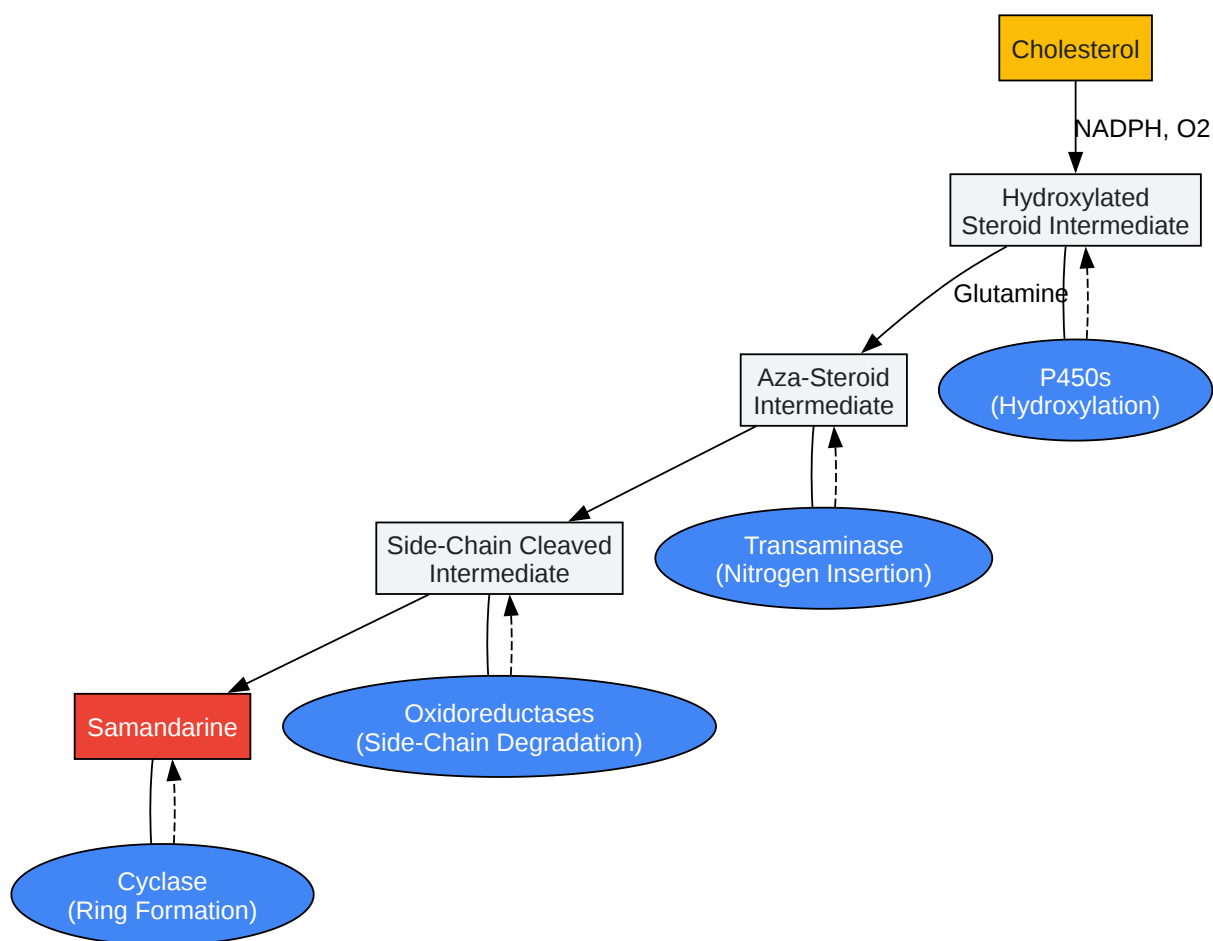 Cholesterol
NADPH, O2
Hydroxylated
Steroid Intermediate
Glutamine
Aza-Steroid
Intermediate
P450s
(Hydroxylation)
Side-Chain Cleaved
Intermediate
Transaminase
(Nitrogen Insertion)
Samandarine
Oxidoreductases
(Side-Chain Degradation)
Cyclase
(Ring Formation)